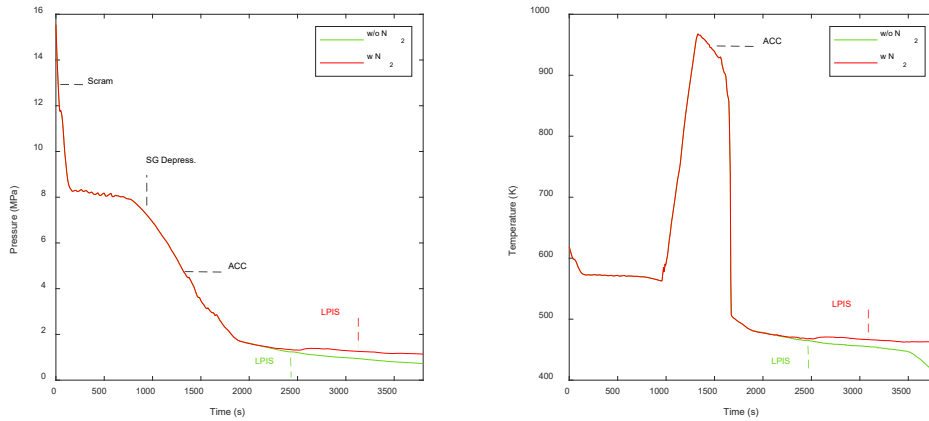 16
14
12
10
8
6
4
2
0
Pressure (MPa)
Scram
SG Depress.
ACC
LPIS
LPIS
w/o N
2
w N
2
0 500 1000 1500 2000 2500 3000 3500
Time (s)
1000
900
800
700
600
500
400
Temperature (K)
ACC
LPIS
LPIS
w/o N
2
w N
2
0 500 1000 1500 2000 2500 3000 3500
Time (s)